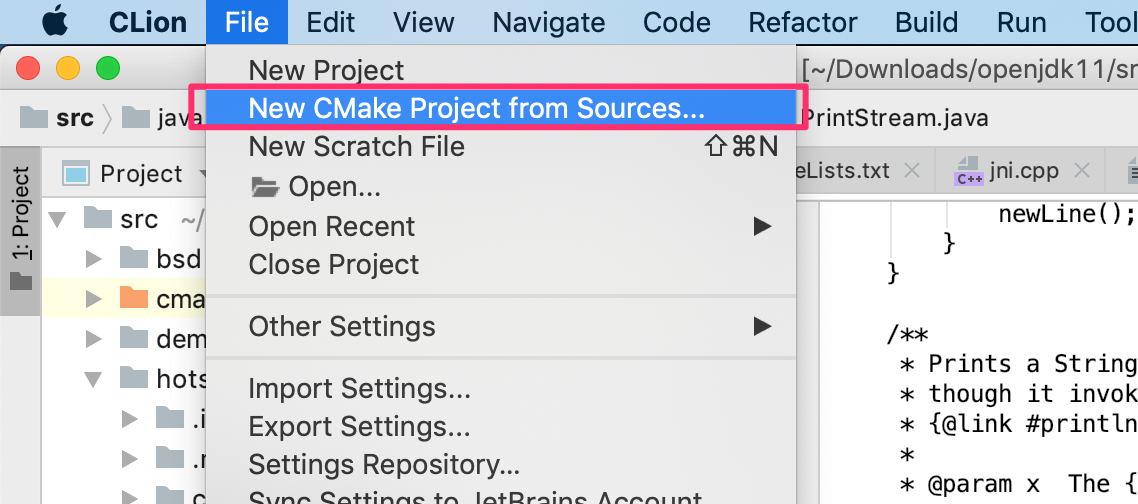 CLion File Edit View Navigate Code Refactor Build Run Tool
New Project [~/Downloads/openjdk11/sr
src java New CMake Project from Sources... PrintStream.java
Project New Scratch File ⇧⌘N eLists.txt jni.cpp
1: Project
src ~/ Open... newLine();
bsd Open Recent }
cma Close Project }
dem Other Settings /**
hots Import Settings... * Prints a String
.i Export Settings... * though it invok
.r Settings Repository... * {@link #println
c Sync Settings to JetBrains Account *
* @param x The {